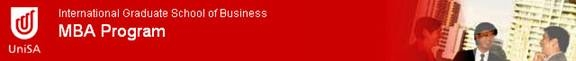 International Graduate School of Business
MBA Program
UniSA